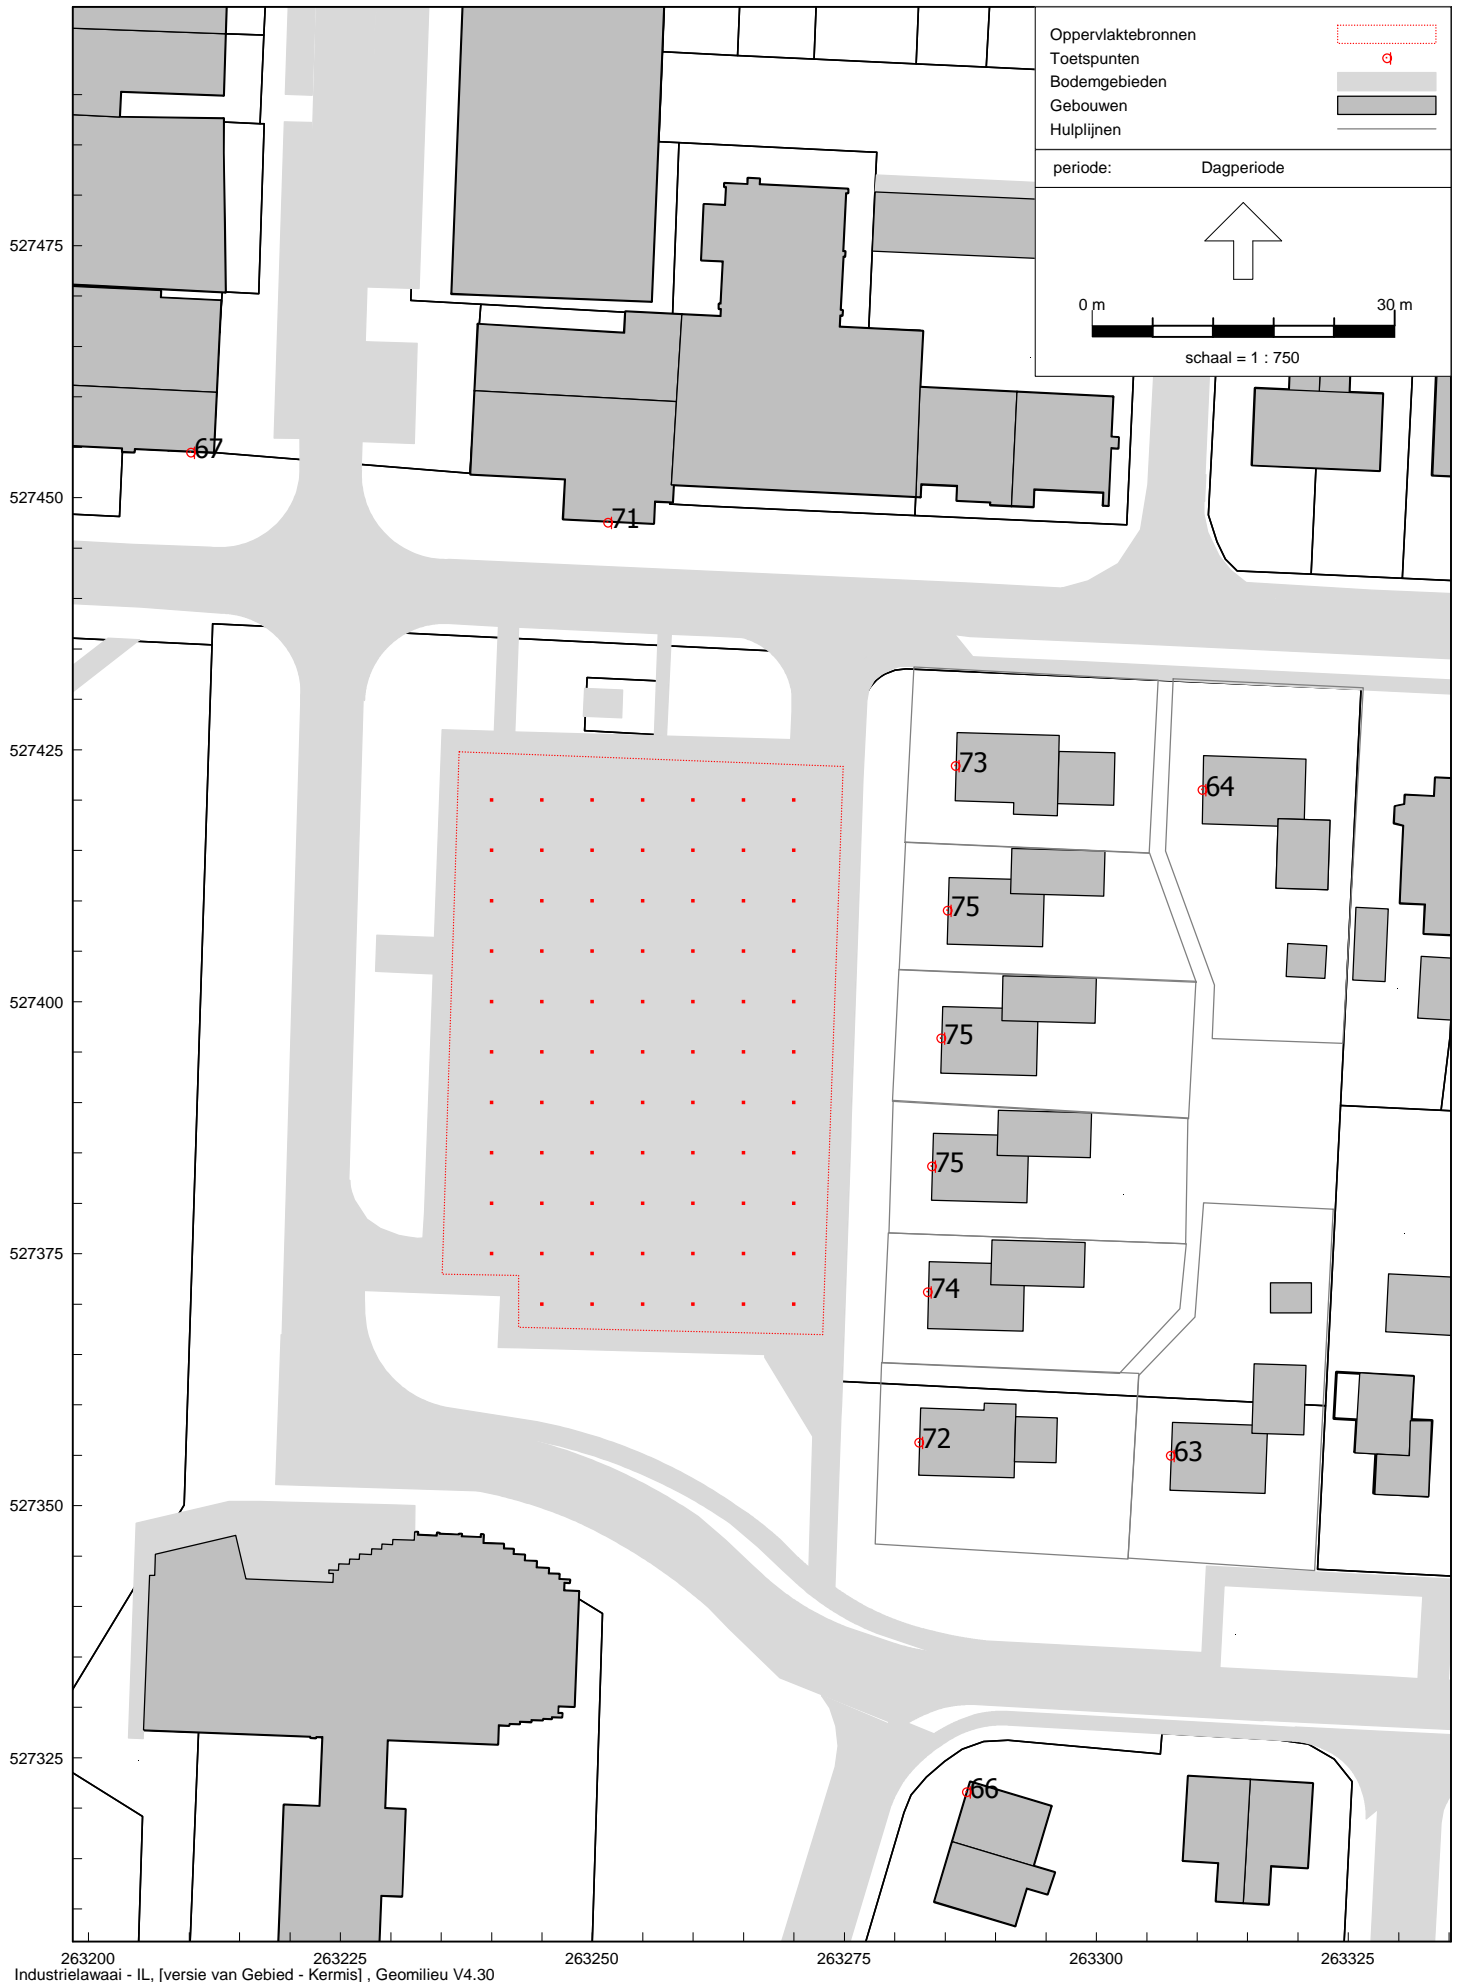 Oppervlaktebronnen
Toetspunten
Bodemgebieden
Gebouwen
Hulplijnen
periode: Dagperiode
0 m 30 m
schaal = 1 : 750
527475
67
527450
71
527425
73
64
75
527400
75
75
527375
74
72
63
527350
527325
66
263200 263225 263250 263275 263300 263325
Industrielawaai - IL, [versie van Gebied - Kermis] , Geomilieu V4.30